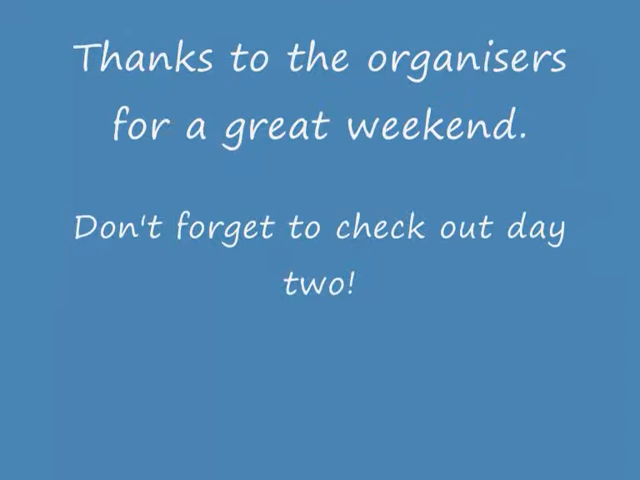 Thanks to the organisers
for a great weekend.
Don't forget to check out day
two!